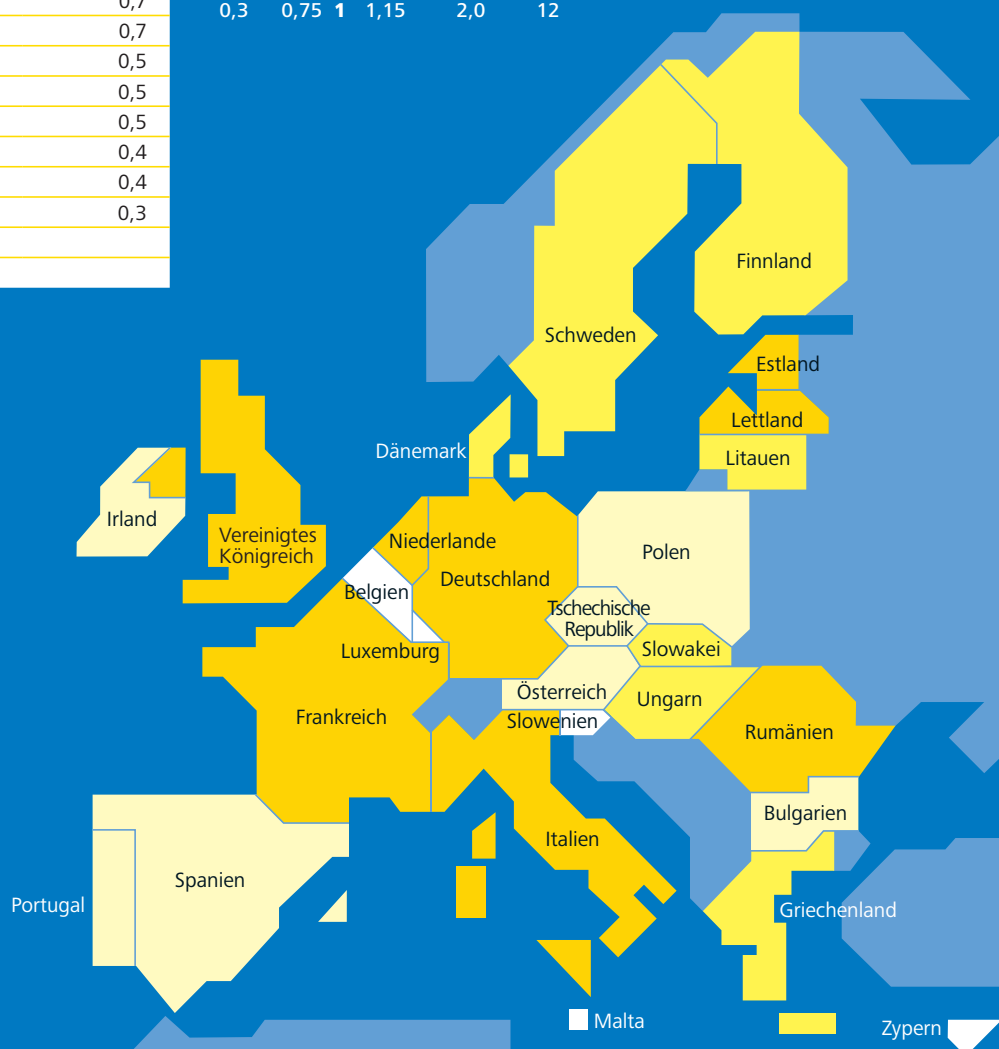 0,7
0,7
0,5
0,5
0,5
0,4
0,4
0,3
0,3 0,75 1 1,15 2,0 12
Finnland
Schweden
Estland
Lettland
Litauen
Dänemark
Irland
Vereinigtes
Königreich
Niederlande
Deutschland
Belgien
Polen
Tschechische
Republik
Luxemburg
Slowakei
Österreich
Ungarn
Frankreich
Slowenien
Rumänien
Bulgarien
Italien
Spanien
Portugal
Griechenland
Malta
Zypern